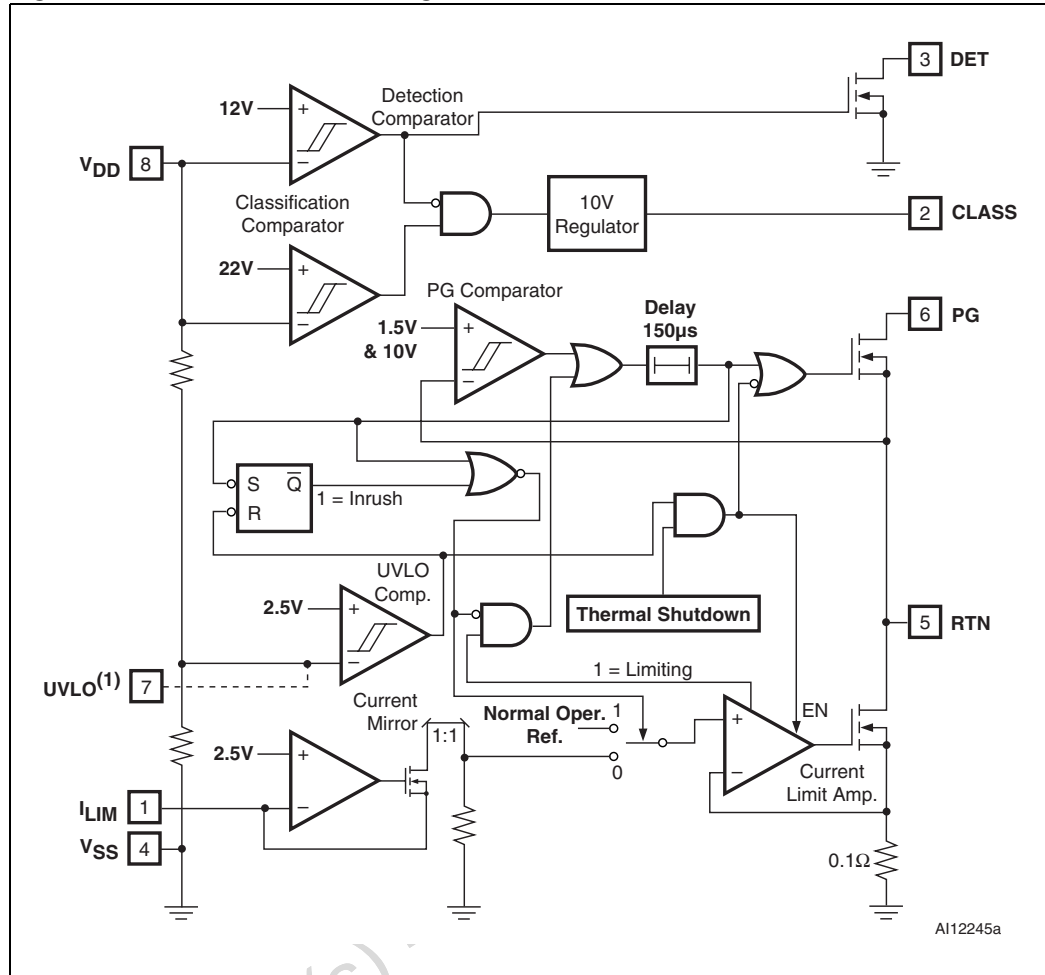 3 DET
12V
+
−
Detection
Comparator
VDD 8
Classification
Comparator
10V
Regulator
2 CLASS
22V
+
−
PG Comparator
1.5V
& 10V
+
−
Delay
150µs
6 PG
S Q̅
R
1 = Inrush
UVLO
Comp.
2.5V
+
−
Thermal Shutdown
5 RTN
UVLO(1) 7
1 = Limiting
Current
Mirror
1:1
Normal Oper.
Ref.
1
0
EN
+
−
Current
Limit Amp.
2.5V
+
−
ILIM 1
VSS 4
0.1Ω
AI12245a